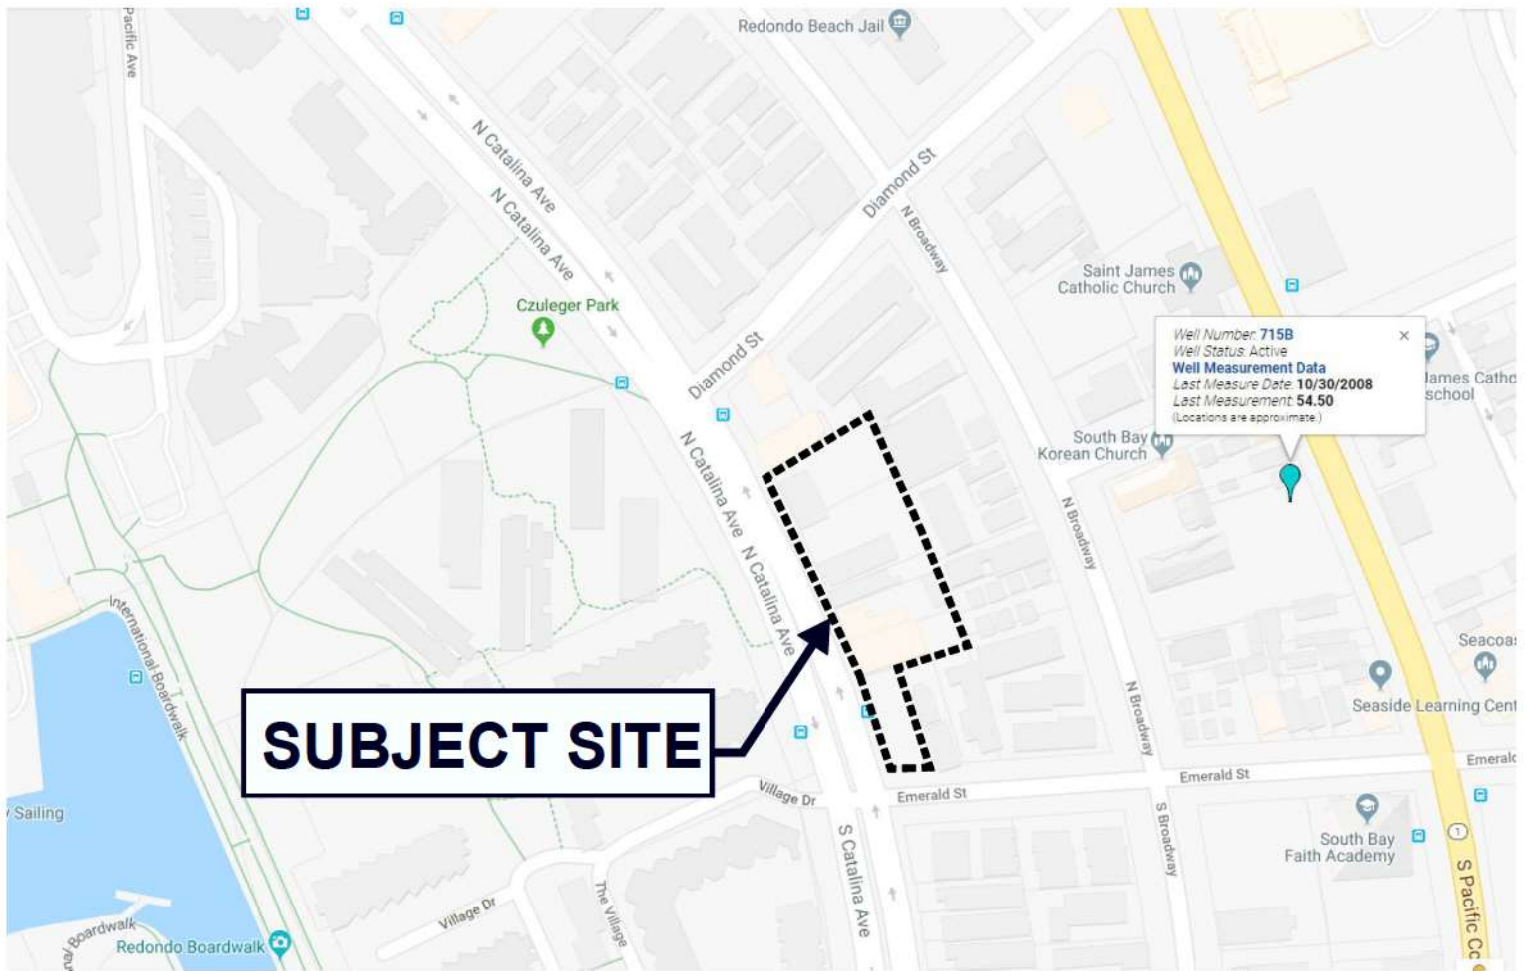 Pacific Ave
Redondo Beach Jail
N Catalina Ave
N Catalina Ave
Diamond St
N Broadway
Saint James
Catholic Church
Czuleger Park
Diamond St
Well Number: 715B
Well Status: Active
Well Measurement Data
Last Measure Date: 10/30/2008
Last Measurement: 54.50
(Locations are approximate.)
×
James Catho
school
South Bay
Korean Church
N Catalina Ave
N Catalina Ave
N Broadway
International Boardwalk
Seacoas
Seaside Learning Cent
N Broadway
SUBJECT SITE
Village Dr
Emerald St
Emerald St
Emeral
y Sailing
S Catalina Ave
S Broadway
South Bay
Faith Academy
1
S Pacific Co
Village Dr
The Village
Boardwalk
Redondo Boardwalk